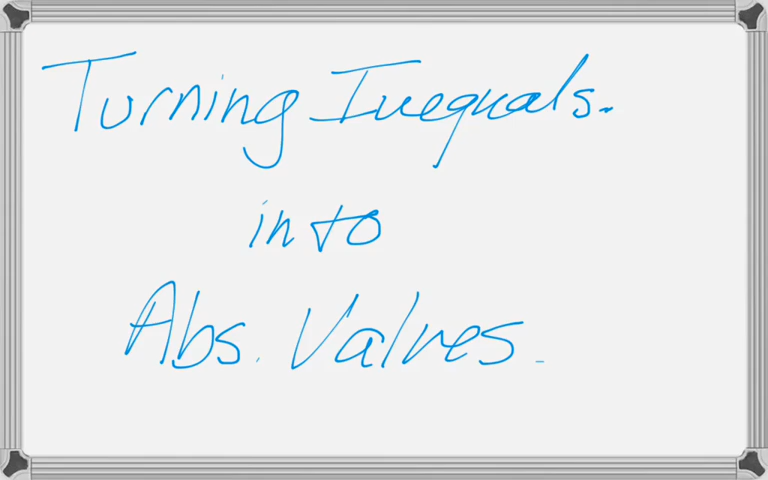 Turning Inequals.
into
Abs. Values.